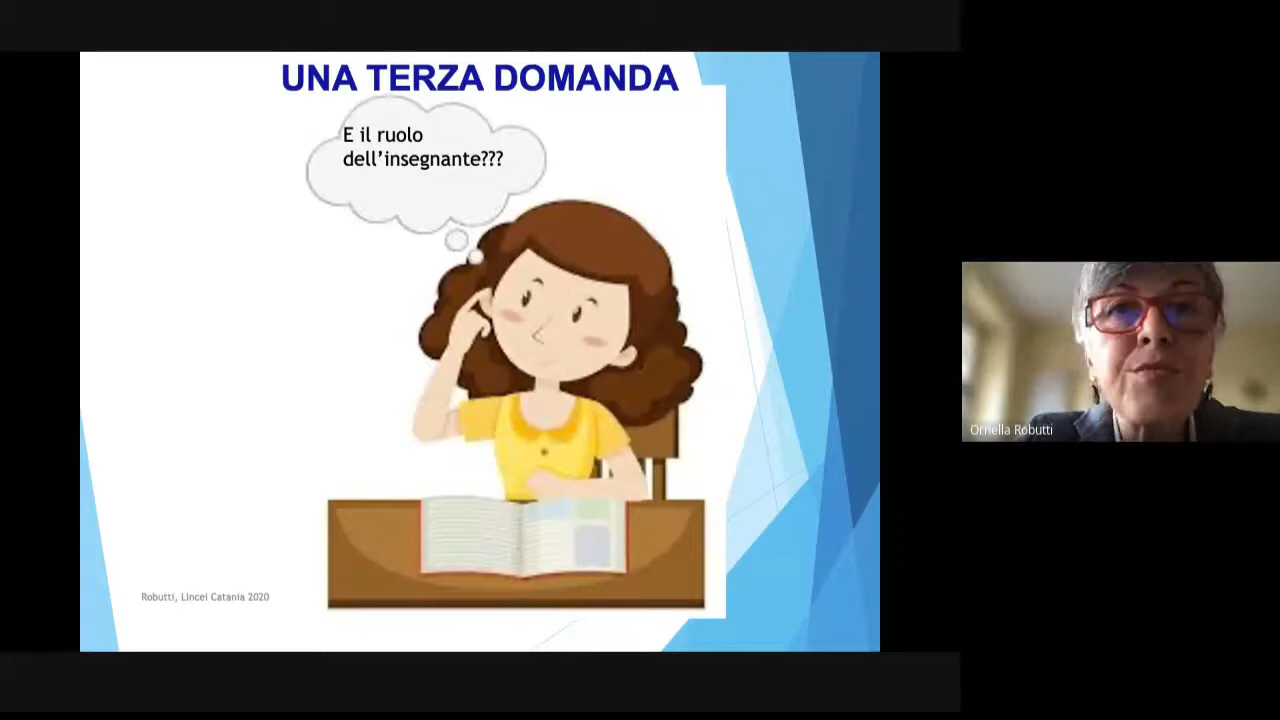 UNA TERZA DOMANDA
E il ruolo
dell'insegnante???
Ornella Robutti
Robutti, Lincei Catania 2020